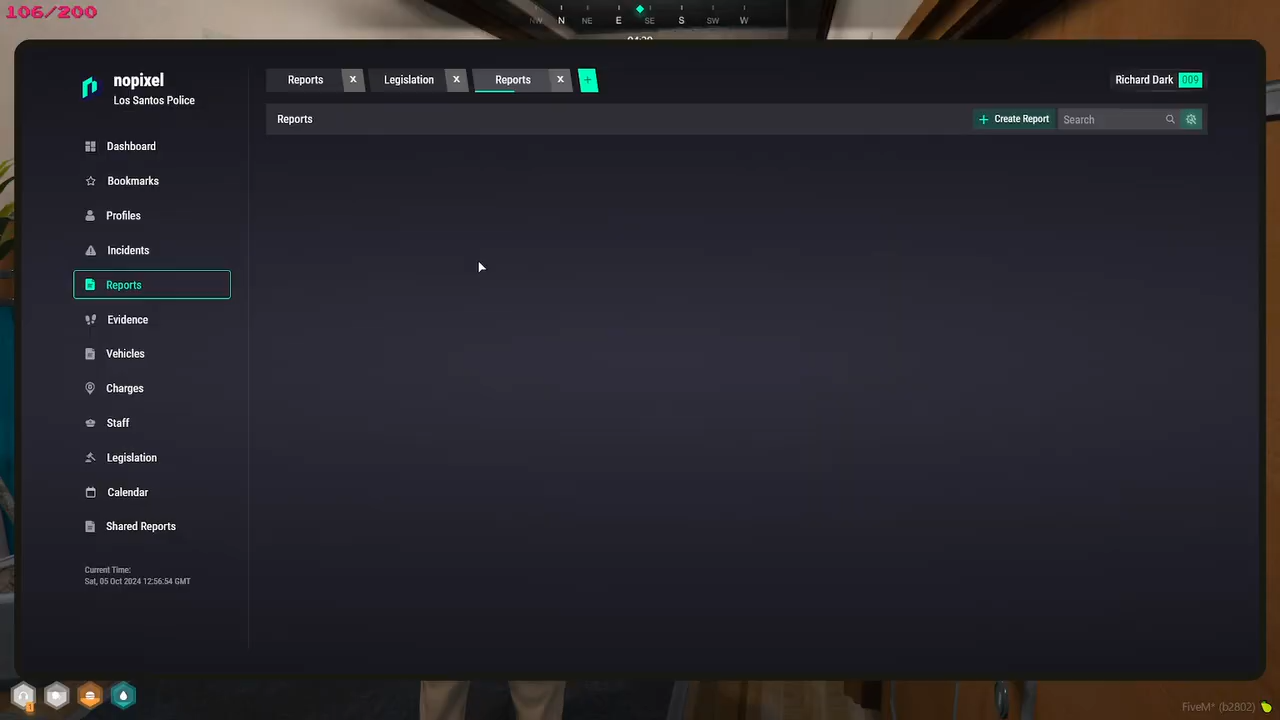 106/200
NW N NE E SE S SW W
04:20
nopixel
Los Santos Police
Reports x Legislation x Reports x +
Richard Dark 009
Reports
+ Create Report Search
Dashboard
Bookmarks
Profiles
Incidents
Reports
Evidence
Vehicles
Charges
Staff
Legislation
Calendar
Shared Reports
Current Time:
Sat, 05 Oct 2024 12:56:54 GMT
FiveM* (b2802)